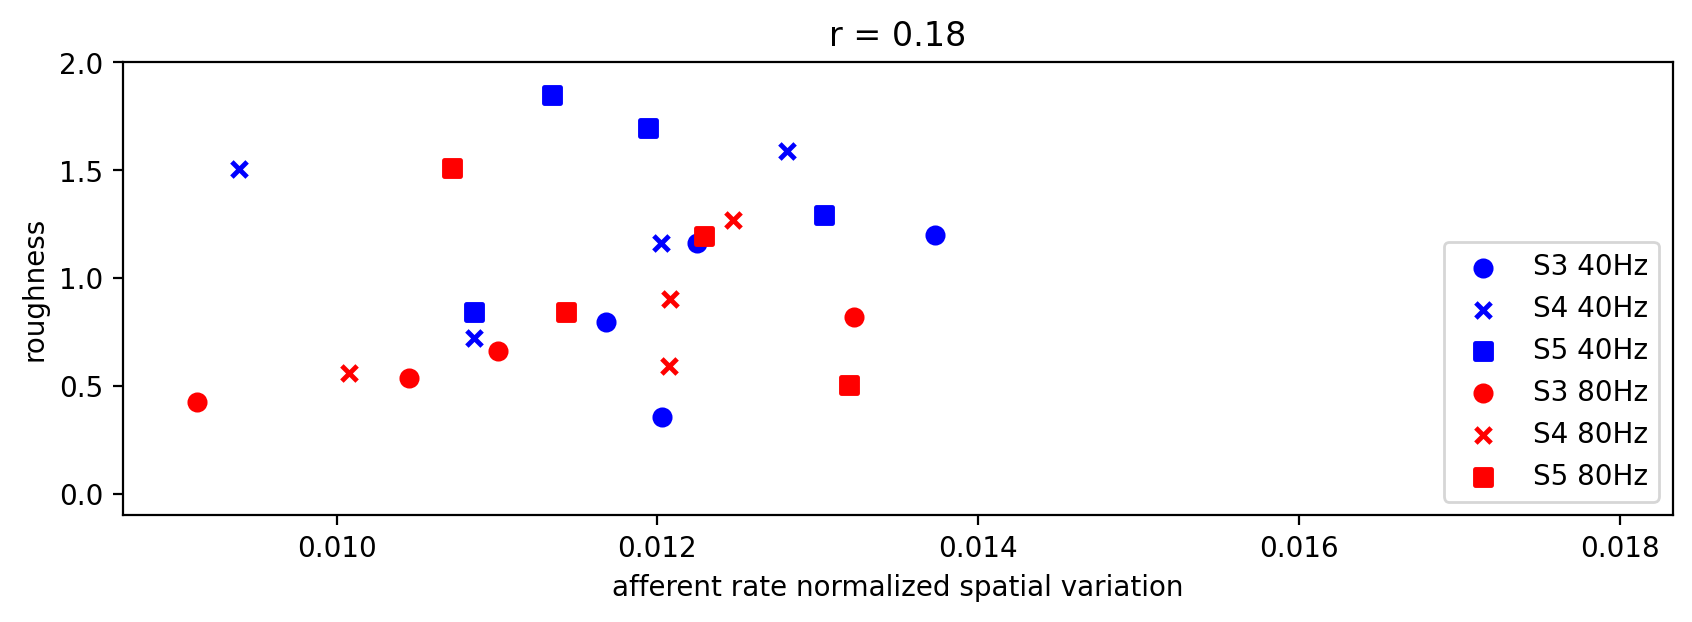 r = 0.18
2.0
1.5
1.0
0.5
0.0
roughness
0.010
0.012
0.014
0.016
0.018
afferent rate normalized spatial variation
S3 40Hz
S4 40Hz
S5 40Hz
S3 80Hz
S4 80Hz
S5 80Hz